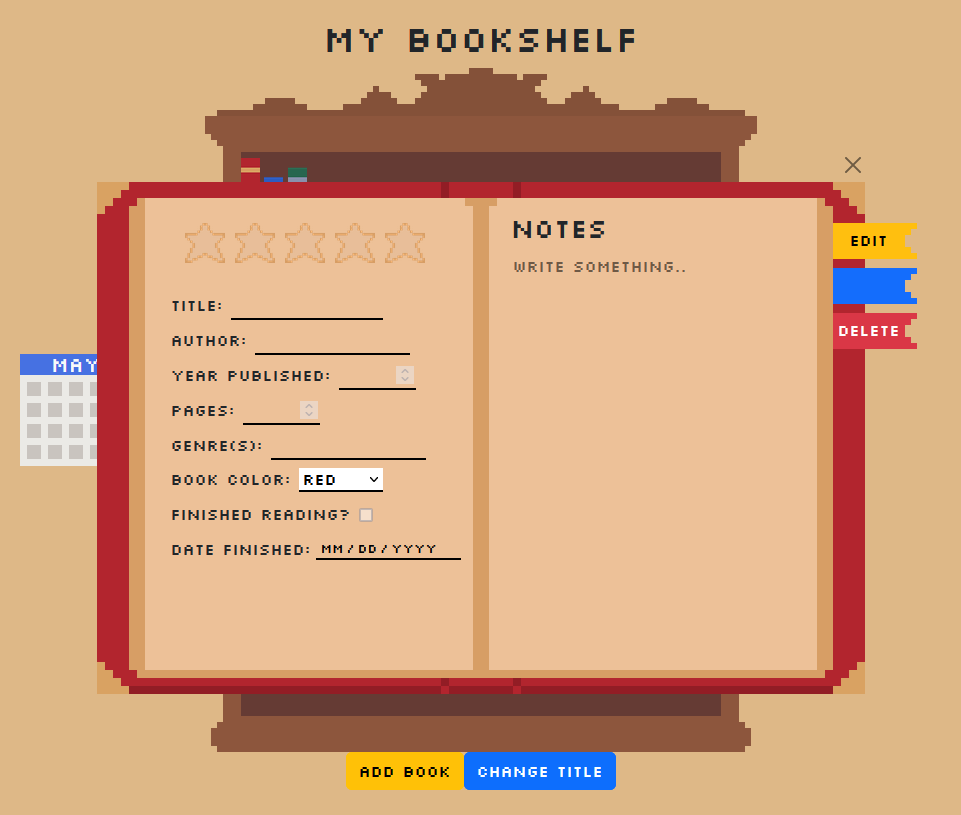 MY BOOKSHELF
EDIT
DELETE
MAY
TITLE:
AUTHOR:
YEAR PUBLISHED:
PAGES:
GENRE(S):
BOOK COLOR: RED
FINISHED READING?
DATE FINISHED: MM/DD/YYYY
NOTES
WRITE SOMETHING..
ADD BOOK
CHANGE TITLE